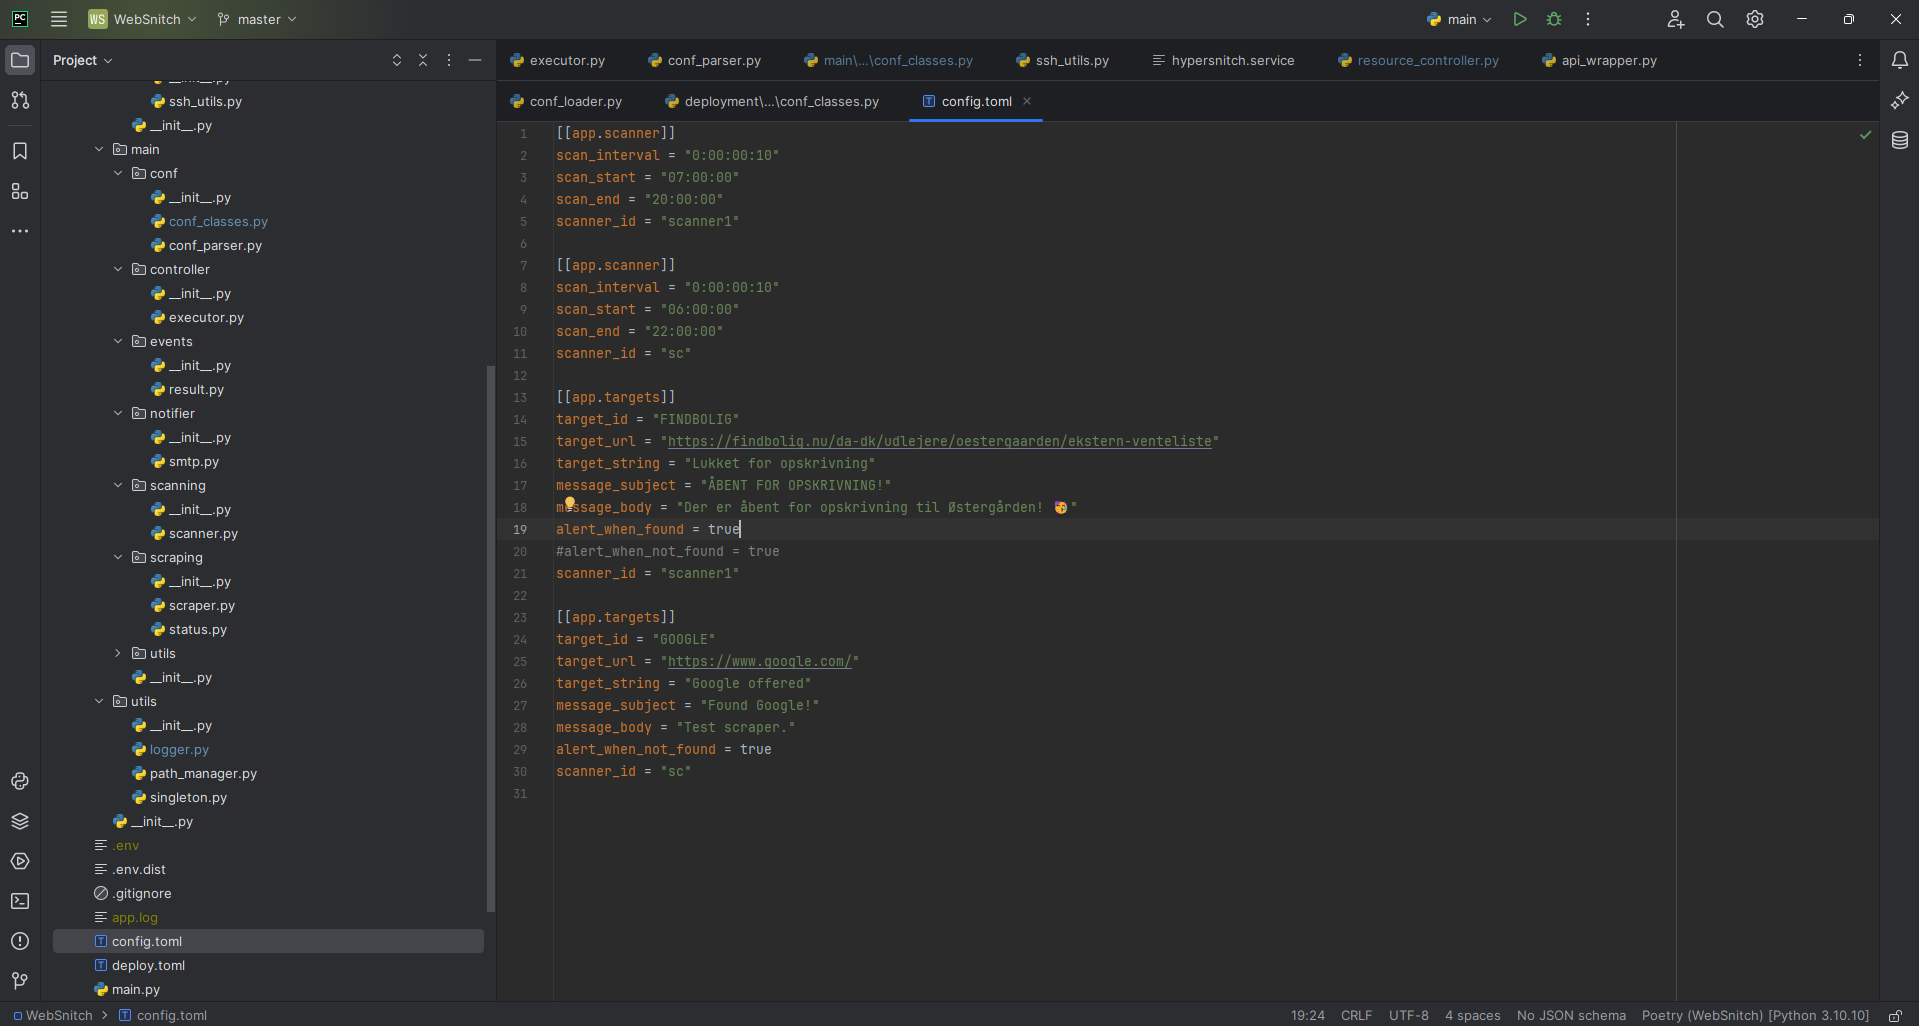 PC
WS WebSnitch
master
main
Project
__init__.py
ssh_utils.py
__init__.py
main
conf
__init__.py
conf_classes.py
conf_parser.py
controller
__init__.py
executor.py
events
__init__.py
result.py
notifier
__init__.py
smtp.py
scanning
__init__.py
scanner.py
scraping
__init__.py
scraper.py
status.py
utils
__init__.py
utils
__init__.py
logger.py
path_manager.py
singleton.py
__init__.py
.env
.env.dist
.gitignore
app.log
config.toml
deploy.toml
main.py
executor.py
conf_parser.py
main\...\conf_classes.py
ssh_utils.py
hypersnitch.service
resource_controller.py
api_wrapper.py
conf_loader.py
deployment\...\conf_classes.py
config.toml
1 [[app.scanner]]
2 scan_interval = "0:00:00:10"
3 scan_start = "07:00:00"
4 scan_end = "20:00:00"
5 scanner_id = "scanner1"
6
7 [[app.scanner]]
8 scan_interval = "0:00:00:10"
9 scan_start = "06:00:00"
10 scan_end = "22:00:00"
11 scanner_id = "sc"
12
13 [[app.targets]]
14 target_id = "FINDBOLIG"
15 target_url = "https://findbolig.nu/da-dk/udlejere/oestergaarden/ekstern-venteliste"
16 target_string = "Lukket for opskrivning"
17 message_subject = "ÅBENT FOR OPSKRIVNING!"
18 message_body = "Der er åbent for opskrivning til Østergården! 🥳"
19 alert_when_found = true
20 #alert_when_not_found = true
21 scanner_id = "scanner1"
22
23 [[app.targets]]
24 target_id = "GOOGLE"
25 target_url = "https://www.google.com/"
26 target_string = "Google offered"
27 message_subject = "Found Google!"
28 message_body = "Test scraper."
29 alert_when_not_found = true
30 scanner_id = "sc"
31
WebSnitch > config.toml
19:24 CRLF UTF-8 4 spaces No JSON schema Poetry (WebSnitch) [Python 3.10.10]